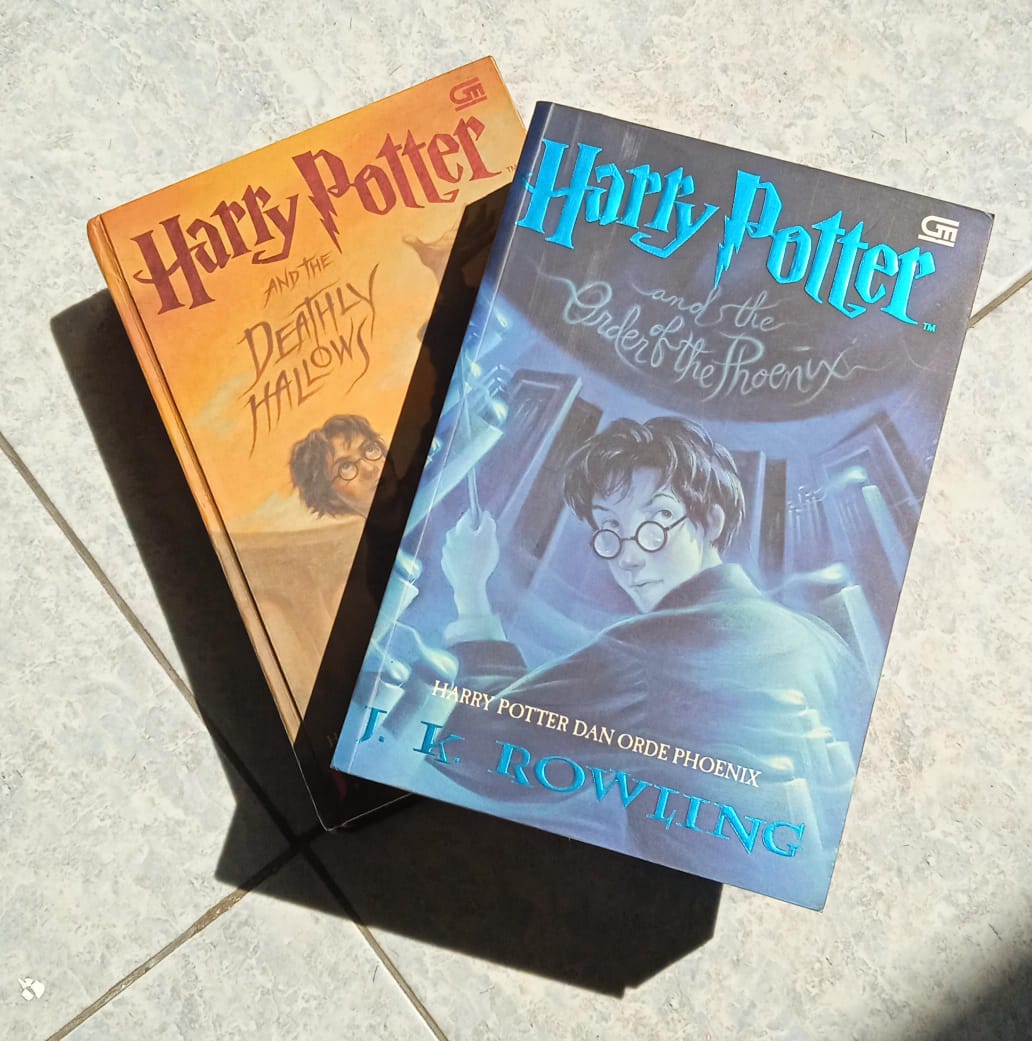 Harry Potter
AND THE
DEATHLY
HALLOWS
Harry Potter™
and the
Order of the Phoenix
HARRY POTTER DAN ORDE PHOENIX
J. K. ROWLING